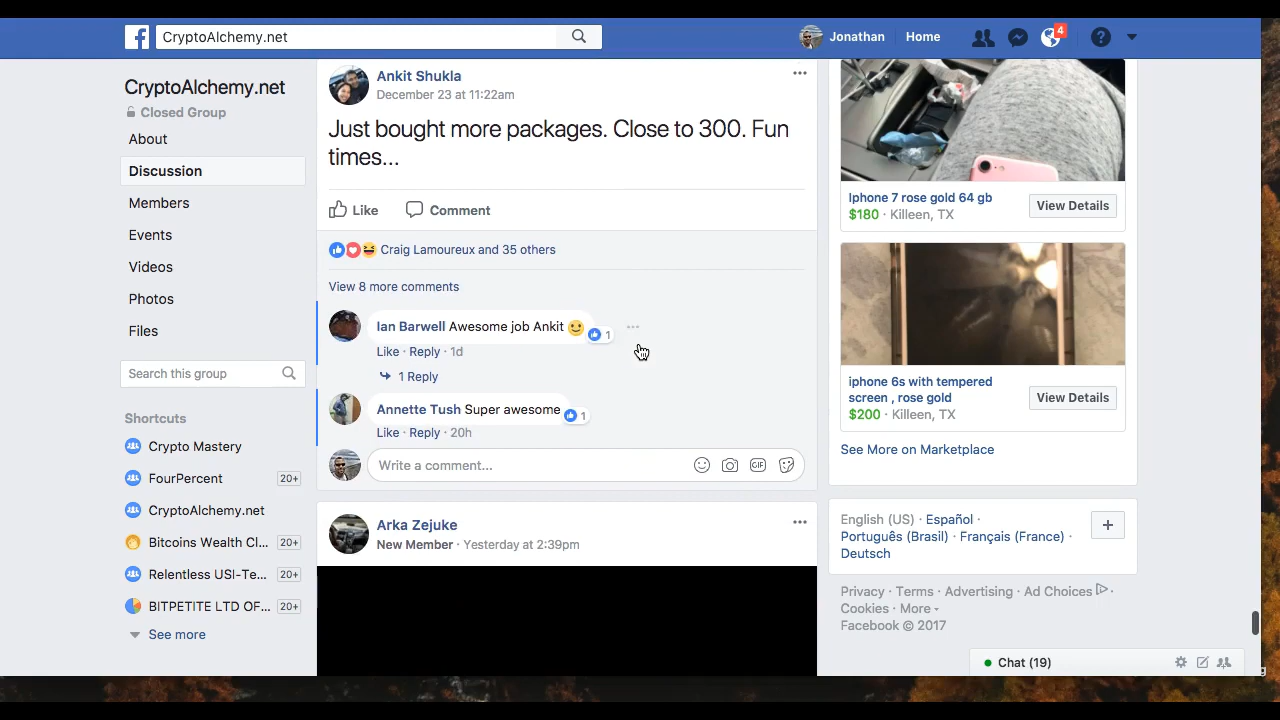 CryptoAlchemy.net
Jonathan
Home
4
CryptoAlchemy.net
Closed Group
About
Discussion
Members
Events
Videos
Photos
Files
Search this group
Shortcuts
Crypto Mastery
FourPercent 20+
CryptoAlchemy.net
Bitcoins Wealth Cl... 20+
Relentless USI-Te... 20+
BITPETITE LTD OF... 20+
See more
Ankit Shukla
December 23 at 11:22am
Just bought more packages. Close to 300. Fun
times...
Like Comment
Craig Lamoureux and 35 others
View 8 more comments
Ian Barwell Awesome job Ankit 1
Like · Reply · 1d
1 Reply
Annette Tush Super awesome 1
Like · Reply · 20h
Write a comment... GIF
Arka Zejuke
New Member · Yesterday at 2:39pm
Iphone 7 rose gold 64 gb
$180 · Killeen, TX
View Details
iphone 6s with tempered
screen , rose gold
$200 · Killeen, TX
View Details
See More on Marketplace
English (US) · Español ·
Português (Brasil) · Français (France) ·
Deutsch
Privacy · Terms · Advertising · Ad Choices ·
Cookies · More
Facebook © 2017
Chat (19)